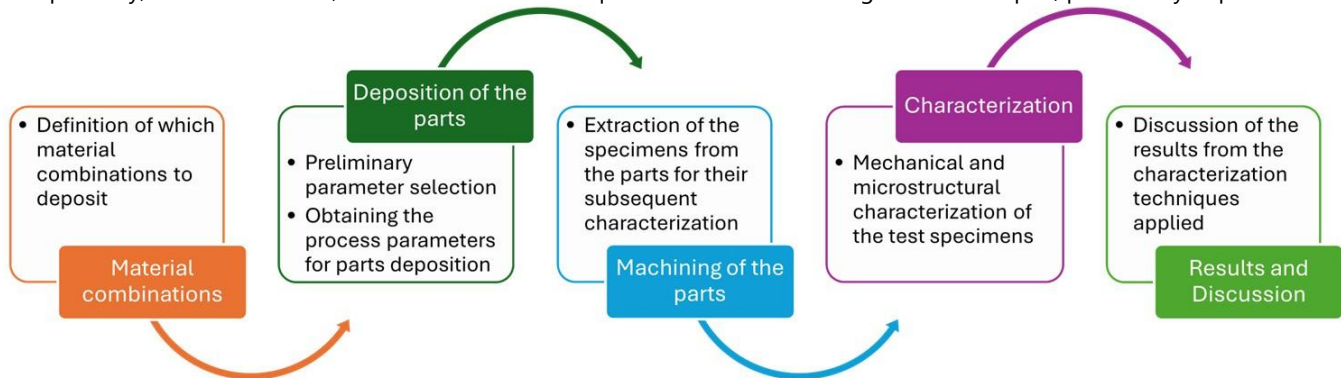 Definition of which
material
combinations to
deposit
Material
combinations
Deposition of the
parts
Preliminary
parameter selection
Obtaining the
process parameters
for parts deposition
Extraction of the
specimens from
the parts for their
subsequent
characterization
Machining of the
parts
Characterization
Mechanical and
microstructural
characterization of
the test specimens
Discussion of the
results from the
characterization
techniques
applied
Results and
Discussion